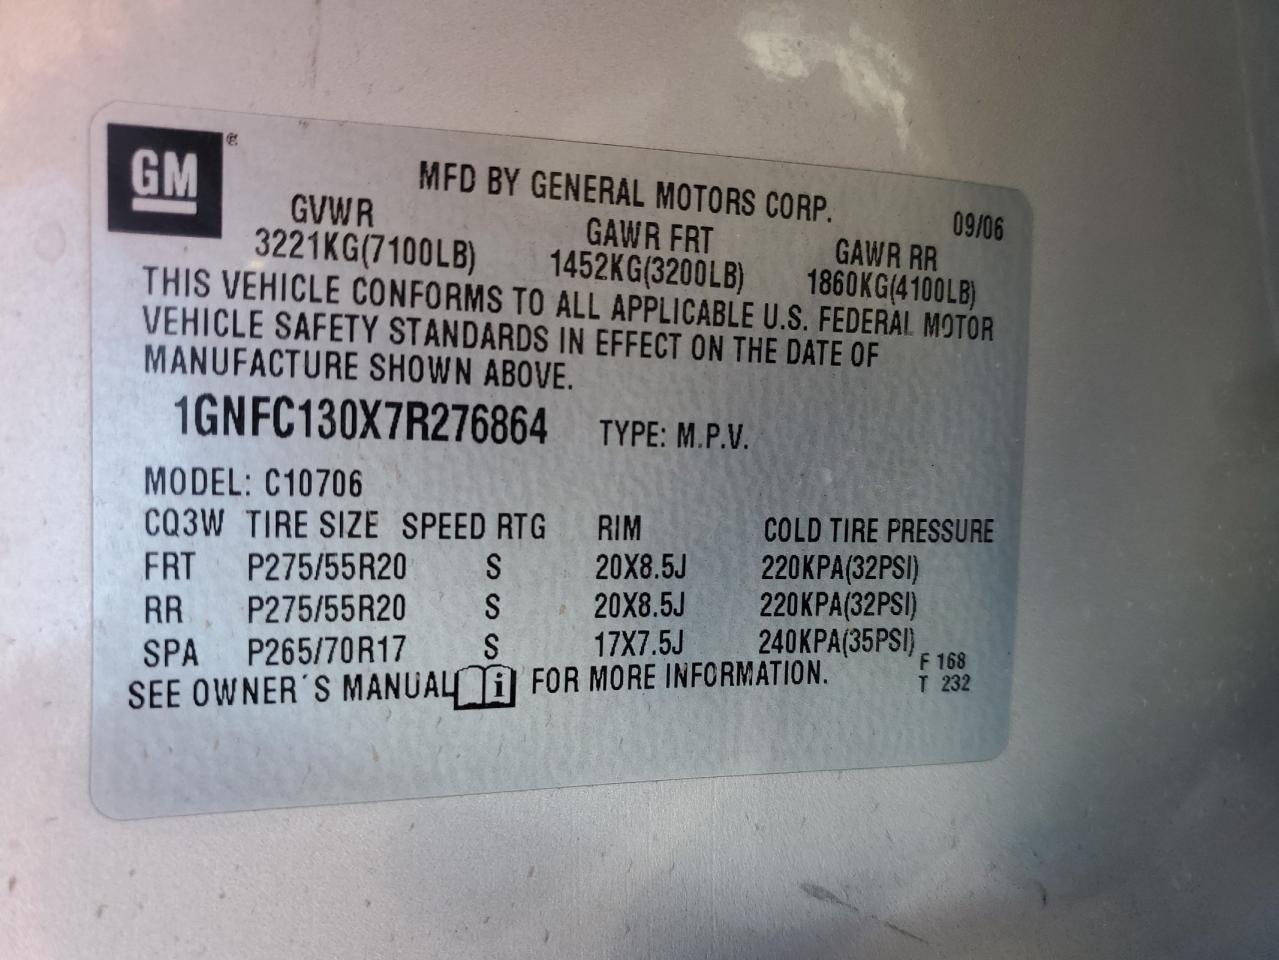 GM ®
MFD BY GENERAL MOTORS CORP.
09/06
GVWR GAWR FRT GAWR RR
3221KG(7100LB) 1452KG(3200LB) 1860KG(4100LB)
THIS VEHICLE CONFORMS TO ALL APPLICABLE U.S. FEDERAL MOTOR
VEHICLE SAFETY STANDARDS IN EFFECT ON THE DATE OF
MANUFACTURE SHOWN ABOVE.
1GNFC130X7R276864 TYPE: M.P.V.
MODEL: C10706
CQ3W TIRE SIZE SPEED RTG RIM COLD TIRE PRESSURE
FRT P275/55R20 S 20X8.5J 220KPA(32PSI)
RR P275/55R20 S 20X8.5J 220KPA(32PSI)
SPA P265/70R17 S 17X7.5J 240KPA(35PSI)
SEE OWNER´S MANUAL i FOR MORE INFORMATION.
F 168
T 232